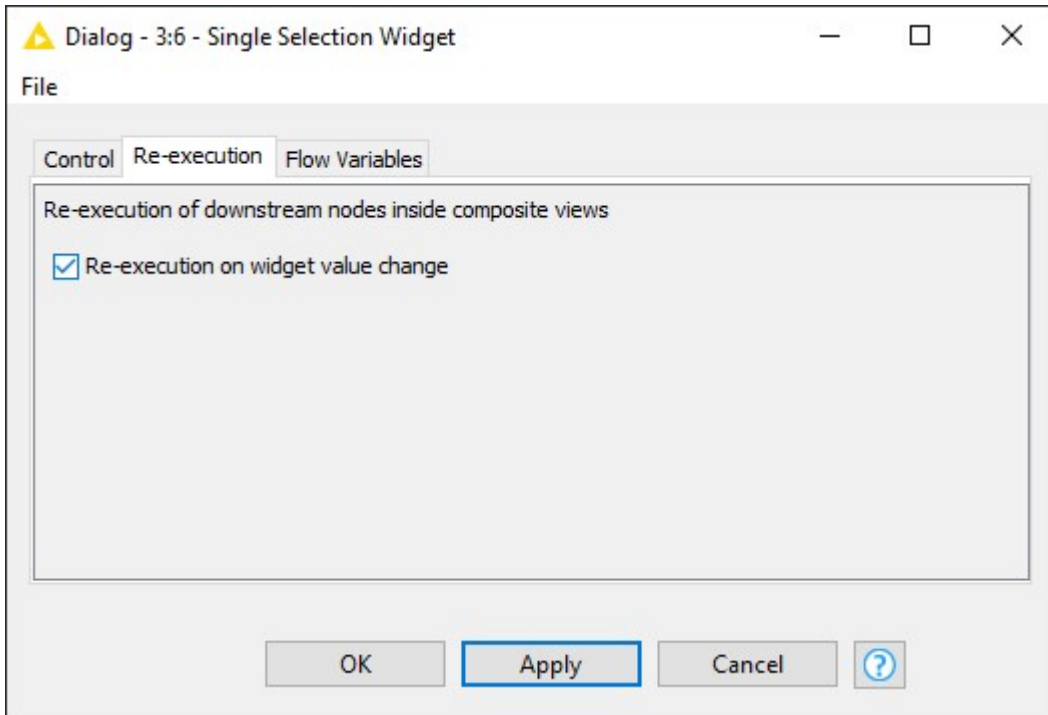 Dialog - 3:6 - Single Selection Widget
File
Control Re-execution Flow Variables
Re-execution of downstream nodes inside composite views
Re-execution on widget value change
OK Apply Cancel ?